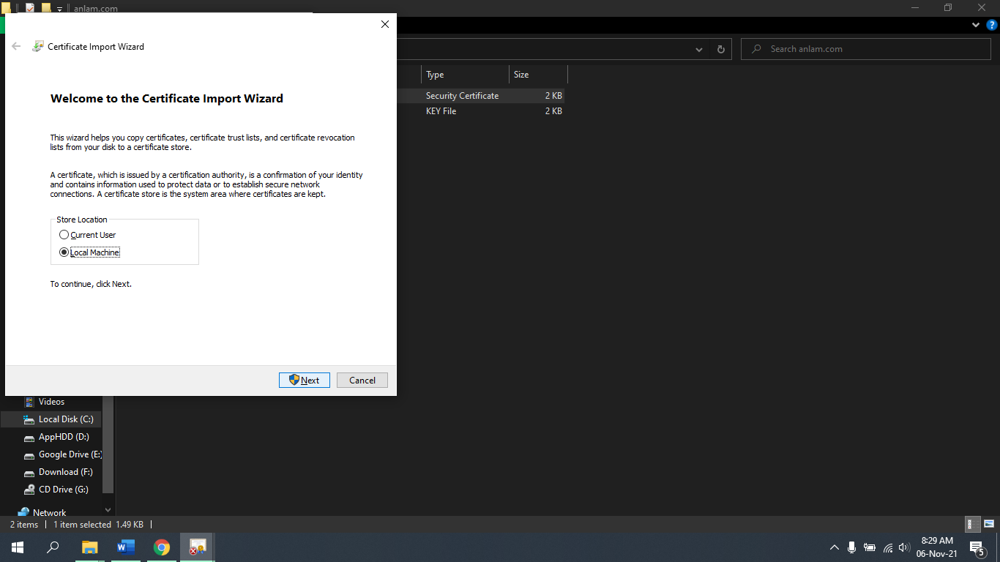 anlam.com
Certificate Import Wizard
Search anlam.com
Type
Size
Welcome to the Certificate Import Wizard
Security Certificate
2 KB
KEY File
2 KB
This wizard helps you copy certificates, certificate trust lists, and certificate revocation
lists from your disk to a certificate store.
A certificate, which is issued by a certification authority, is a confirmation of your identity
and contains information used to protect data or to establish secure network
connections. A certificate store is the system area where certificates are kept.
Store Location
Current User
Local Machine
To continue, click Next.
Next
Cancel
Videos
Local Disk (C:)
AppHDD (D:)
Google Drive (E:)
Download (F:)
CD Drive (G:)
Network
2 items
1 item selected 1.49 KB
8:29 AM
06-Nov-21
5